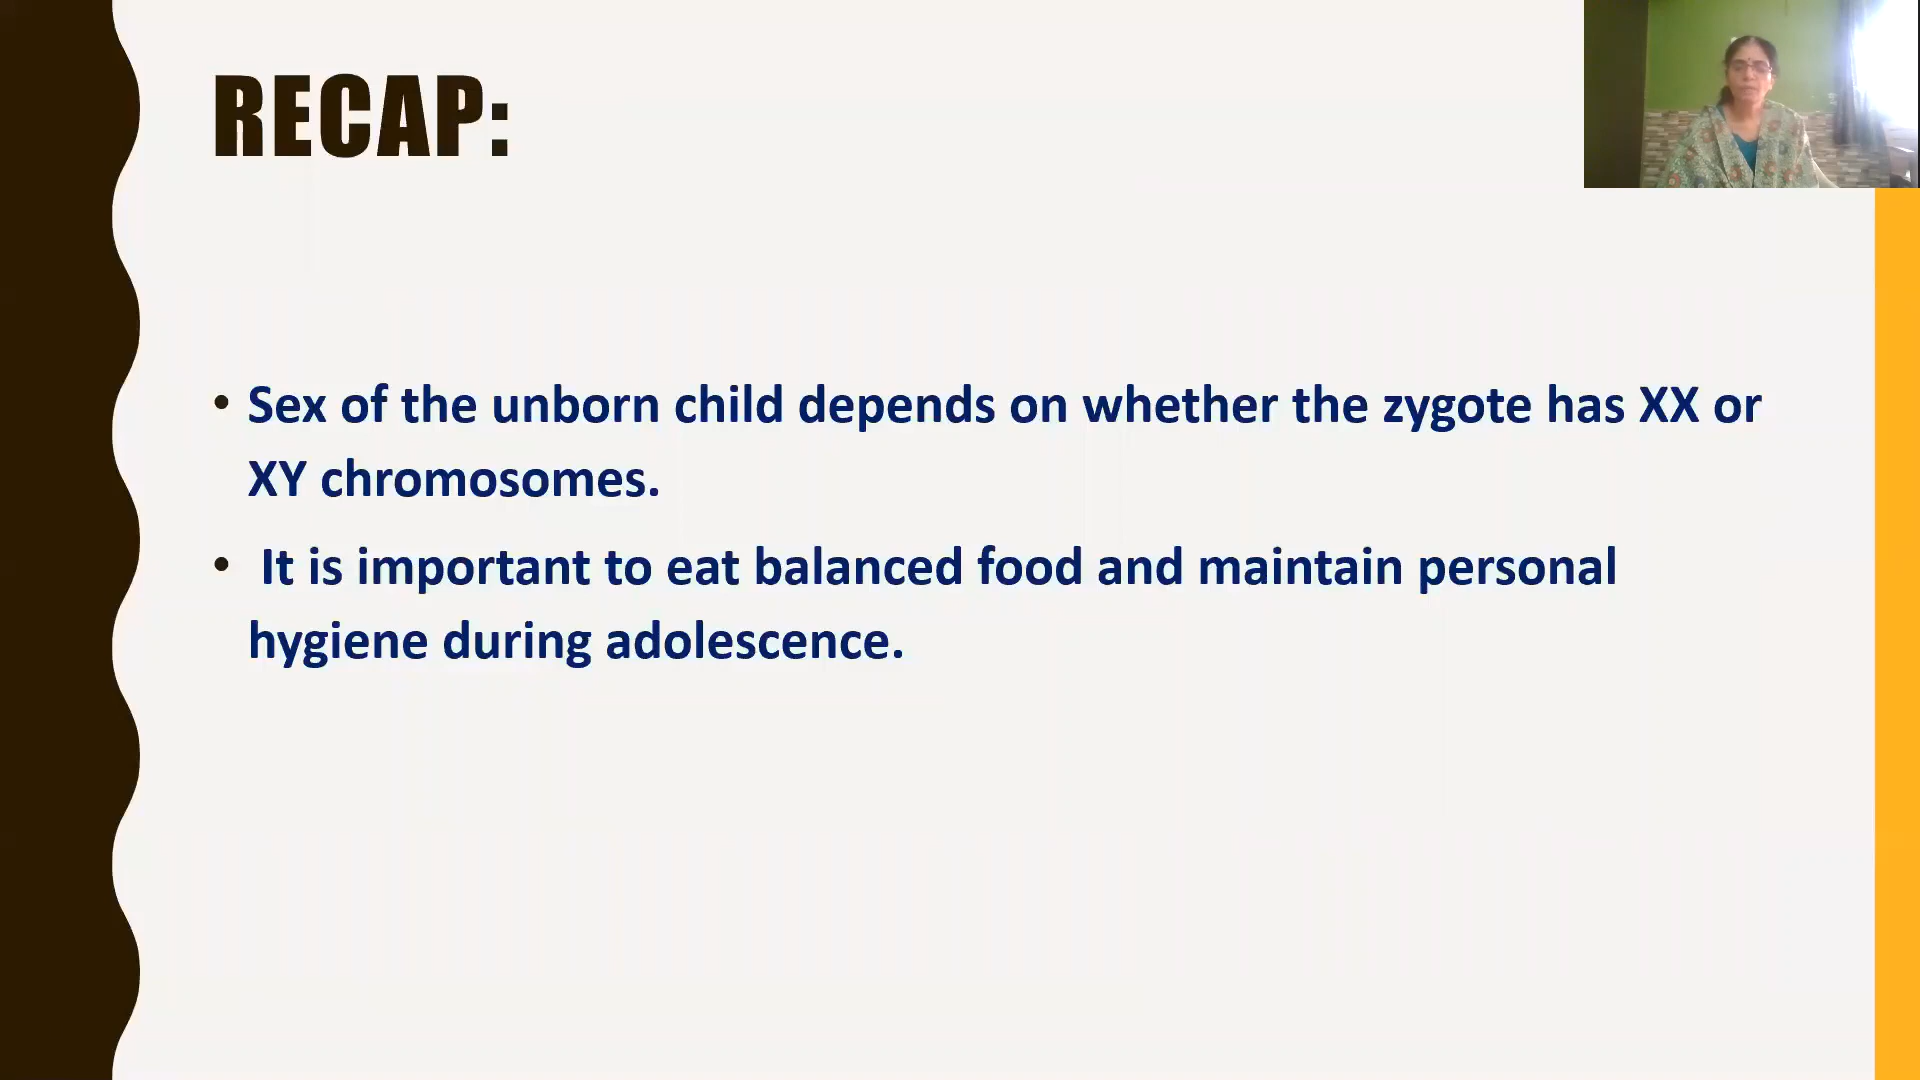 RECAP:
• Sex of the unborn child depends on whether the zygote has XX or
XY chromosomes.
• It is important to eat balanced food and maintain personal
hygiene during adolescence.